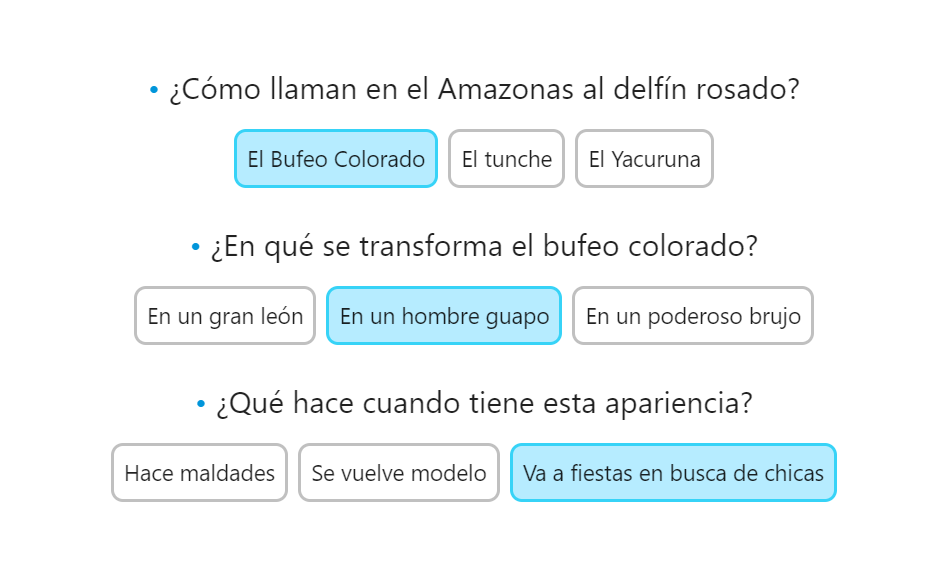 • ¿Cómo llaman en el Amazonas al delfín rosado?
El Bufeo Colorado El tunche El Yacuruna
• ¿En qué se transforma el bufeo colorado?
En un gran león En un hombre guapo En un poderoso brujo
• ¿Qué hace cuando tiene esta apariencia?
Hace maldades Se vuelve modelo Va a fiestas en busca de chicas